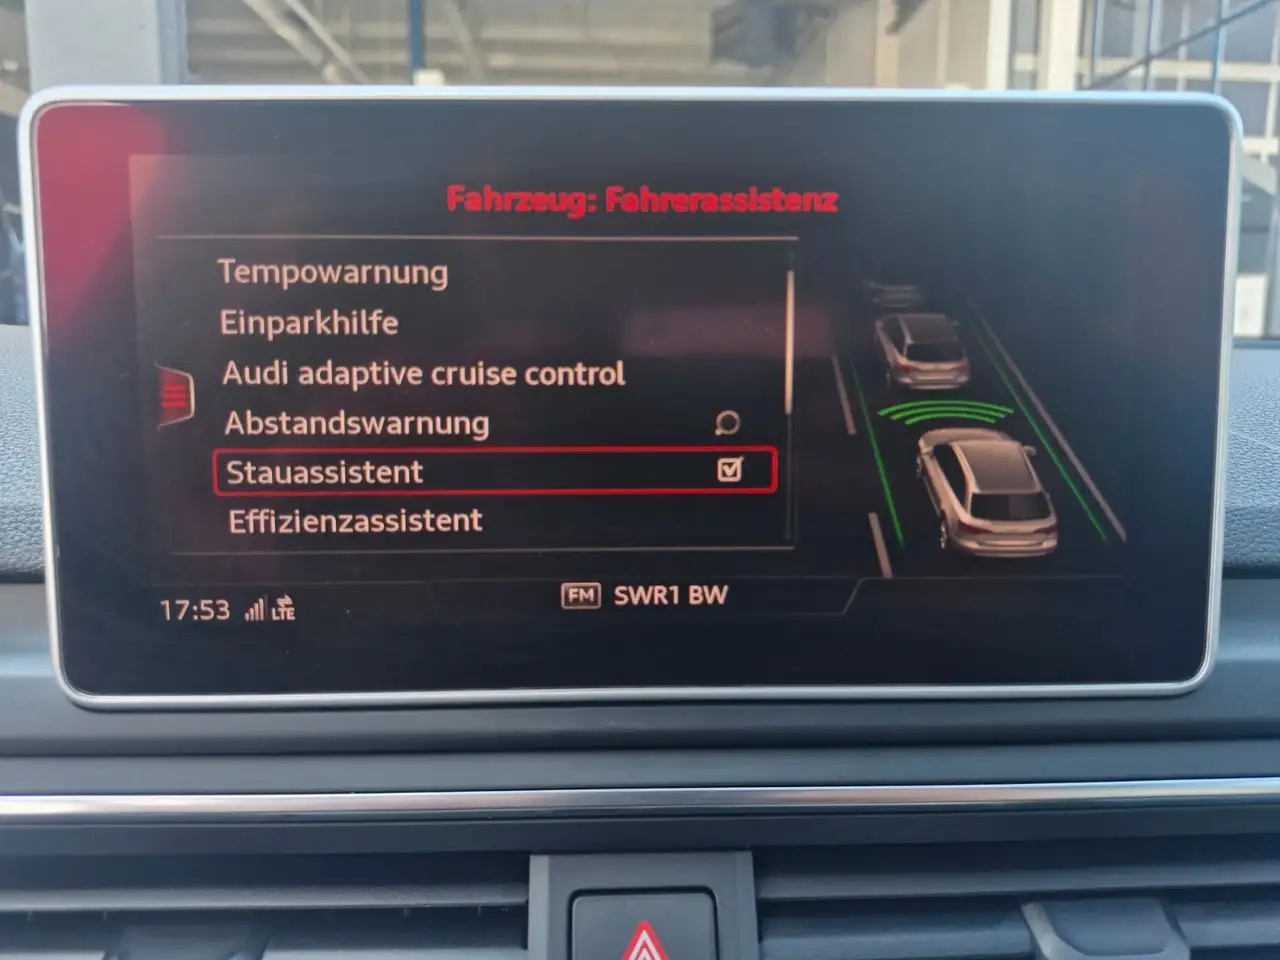 Fahrzeug: Fahrerassistenz
Tempowarnung
Einparkhilfe
Audi adaptive cruise control
Abstandswarnung
Stauassistent
Effizienzassistent
17:53 LTE
FM SWR1 BW